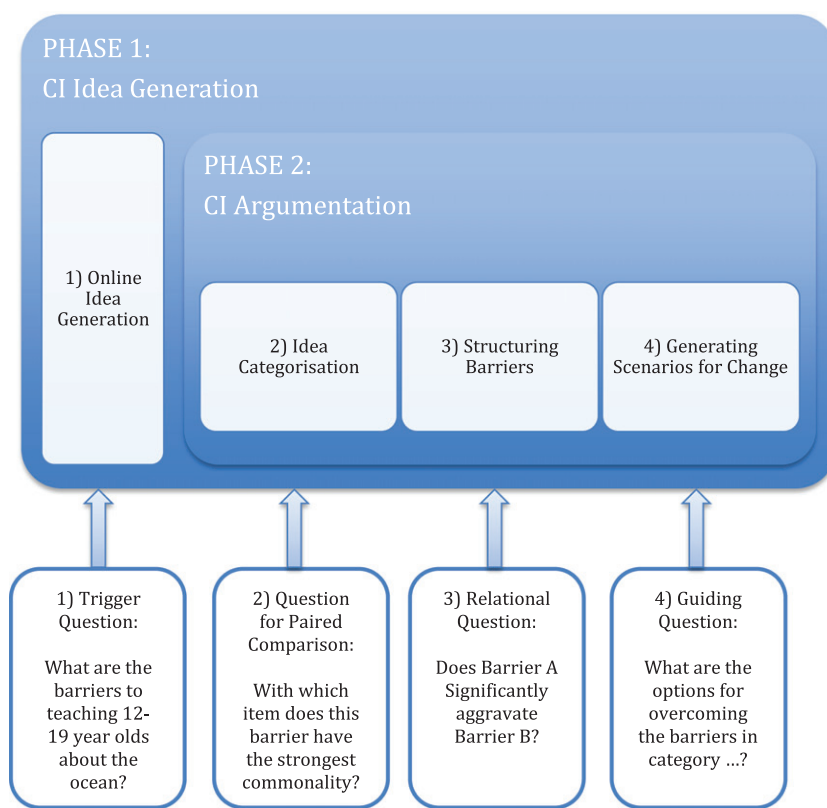 PHASE 1:
CI Idea Generation
PHASE 2:
CI Argumentation
1) Online
Idea
Generation
2) Idea
Categorisation
3) Structuring
Barriers
4) Generating
Scenarios for Change
1) Trigger
Question:
What are the
barriers to
teaching 12-
19 year olds
about the
ocean?
2) Question
for Paired
Comparison:
With which
item does this
barrier have
the strongest
commonality?
3) Relational
Question:
Does Barrier A
Significantly
aggravate
Barrier B?
4) Guiding
Question:
What are the
options for
overcoming
the barriers in
category ...?